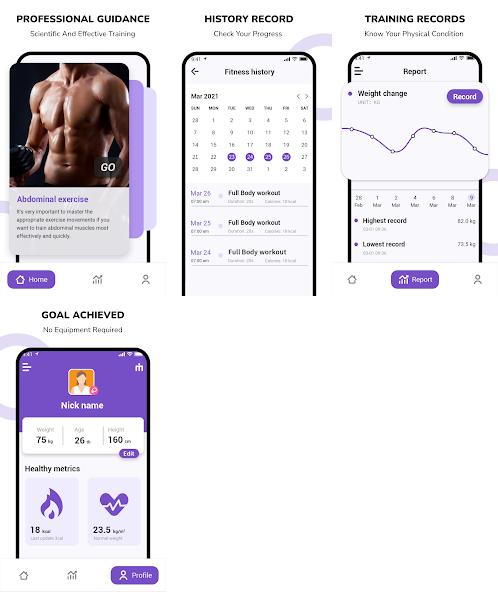 PROFESSIONAL GUIDANCE
Scientific And Effective Training
GO
Abdominal exercise
It's very important to master the
appropriate exercise movements if you
want to train abdominal muscles most
effectively and quickly.
Home
HISTORY RECORD
Check Your Progress
9:41
Fitness history
Mar 2021
SUN MON TUE WED THU FRI SAT
28 1 2 3 4 5 6
7 8 9 10 11 12 13
14 15 16 17 18 19 20
21 22 23 24 25 26 27
28 29 30 31 1 2 3
Mar 26 Full Body workout
07:00 am Duration: 20s Calories: 18 kcal
Mar 25 Full Body workout
07:00 am Duration: 20s Calories: 18 kcal
Mar 24 Full Body workout
07:00 am Duration: 20s Calories: 18 kcal
TRAINING RECORDS
Know Your Physical Condition
9:41
Report
Weight change
UNIT: KG
Record
28 1 2 4 6 8 9
Feb Mar Mar Mar Mar Mar Mar
Highest record 82.0 kg
03-01 09:36
Lowest record 73.5 kg
03-01 09:36
Report
GOAL ACHIEVED
No Equipment Required
9:41
Nick name
Weight Age Height
75 kg 26 th 160 cm
Edit
Healthy metrics
18 kcal
Last update 3cal
23.5 kg/m²
Normal weight
Profile